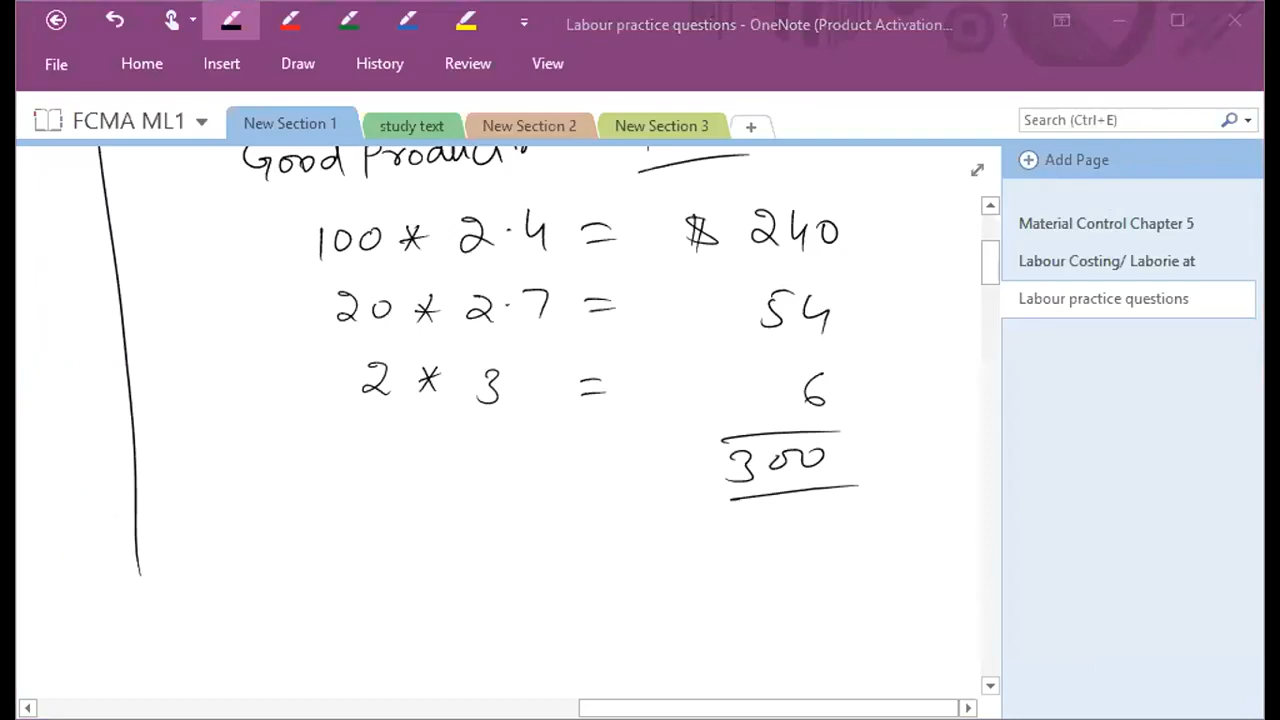 Labour practice questions - OneNote (Product Activation...
?
File Home Insert Draw History Review View
FCMA ML1 New Section 1 study text New Section 2 New Section 3 +
Search (Ctrl+E)
Add Page
Material Control Chapter 5
Labour Costing/ Laborie at
Labour practice questions
Good
100 * 2.4 = $ 240
20 * 2.7 = 54
2 * 3 = 6
300